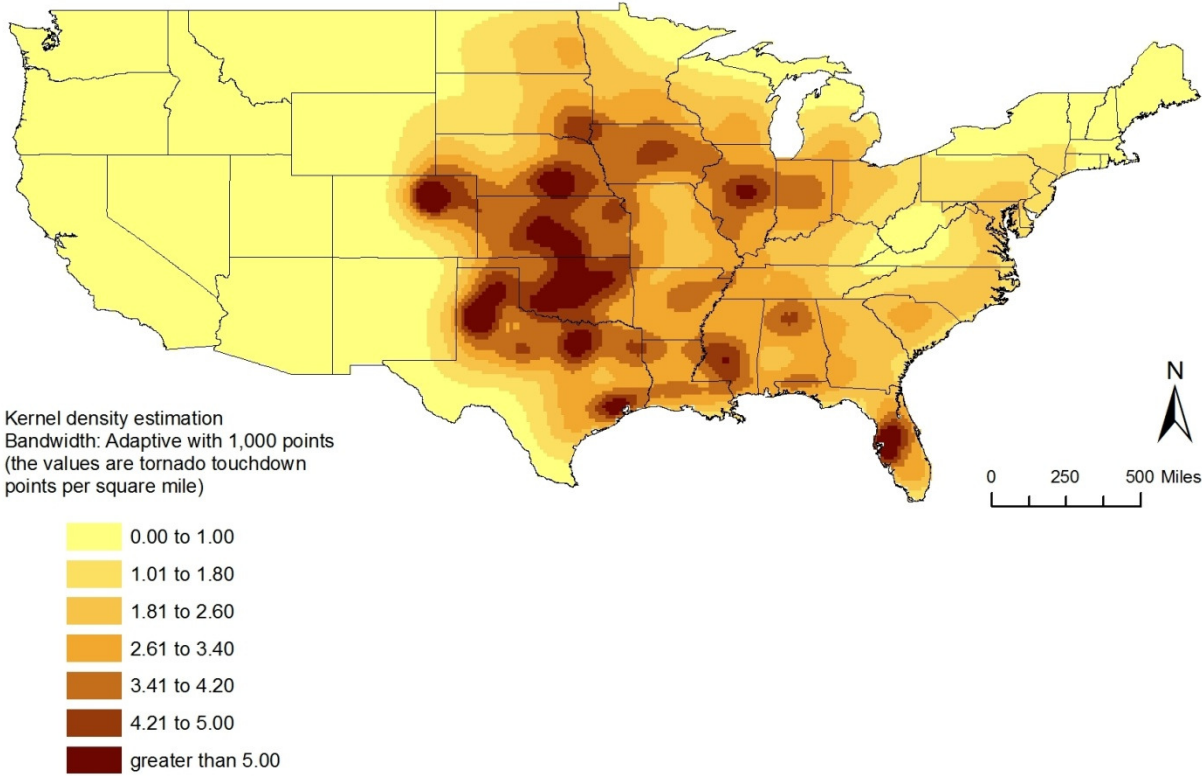 N
0 250 500 Miles
Kernel density estimation
Bandwidth: Adaptive with 1,000 points
(the values are tornado touchdown
points per square mile)
0.00 to 1.00
1.01 to 1.80
1.81 to 2.60
2.61 to 3.40
3.41 to 4.20
4.21 to 5.00
greater than 5.00